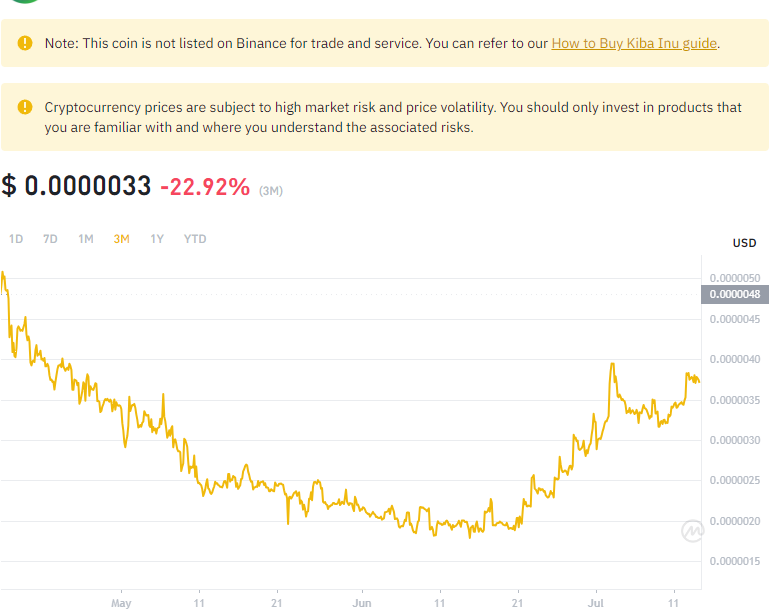 Note: This coin is not listed on Binance for trade and service. You can refer to our How to Buy Kiba Inu guide.
Cryptocurrency prices are subject to high market risk and price volatility. You should only invest in products that
you are familiar with and where you understand the associated risks.
$ 0.0000033 -22.92% (3M)
1D 7D 1M 3M 1Y YTD
USD
0.0000050
0.0000048
0.0000045
0.0000040
0.0000035
0.0000030
0.0000025
0.0000020
0.0000015
May 11 21 Jun 11 21 Jul 11